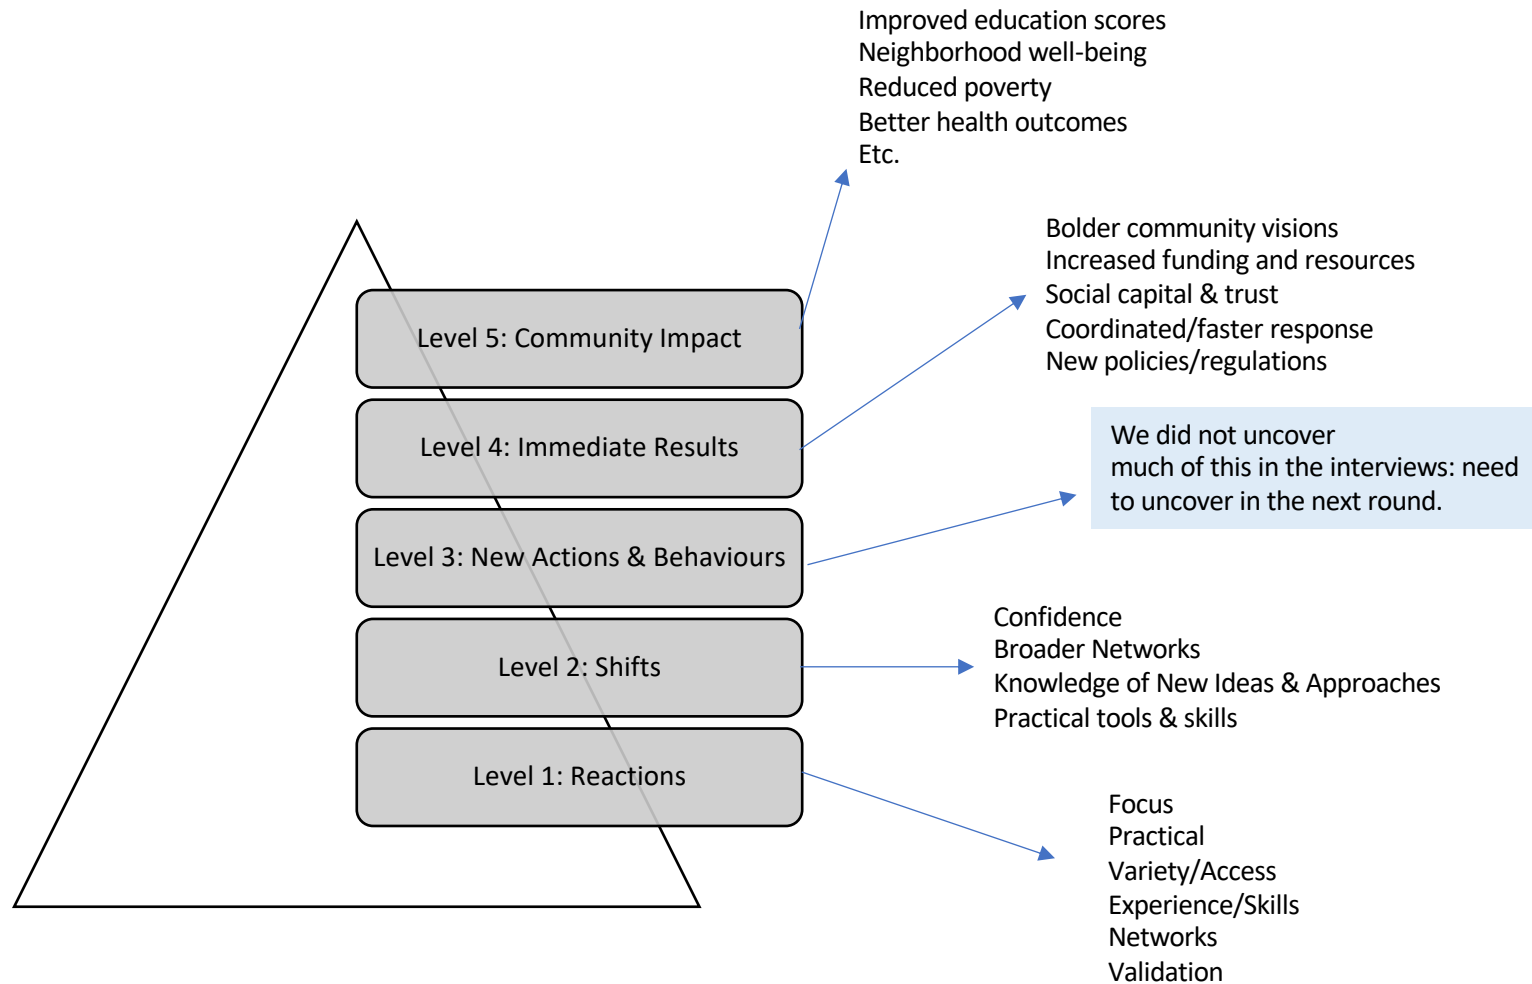 Improved education scores
Neighborhood well-being
Reduced poverty
Better health outcomes
Etc.
Level 5: Community Impact
Bolder community visions
Increased funding and resources
Social capital & trust
Coordinated/faster response
New policies/regulations
Level 4: Immediate Results
We did not uncover
much of this in the interviews: need
to uncover in the next round.
Level 3: New Actions & Behaviours
Confidence
Broader Networks
Knowledge of New Ideas & Approaches
Practical tools & skills
Level 2: Shifts
Level 1: Reactions
Focus
Practical
Variety/Access
Experience/Skills
Networks
Validation